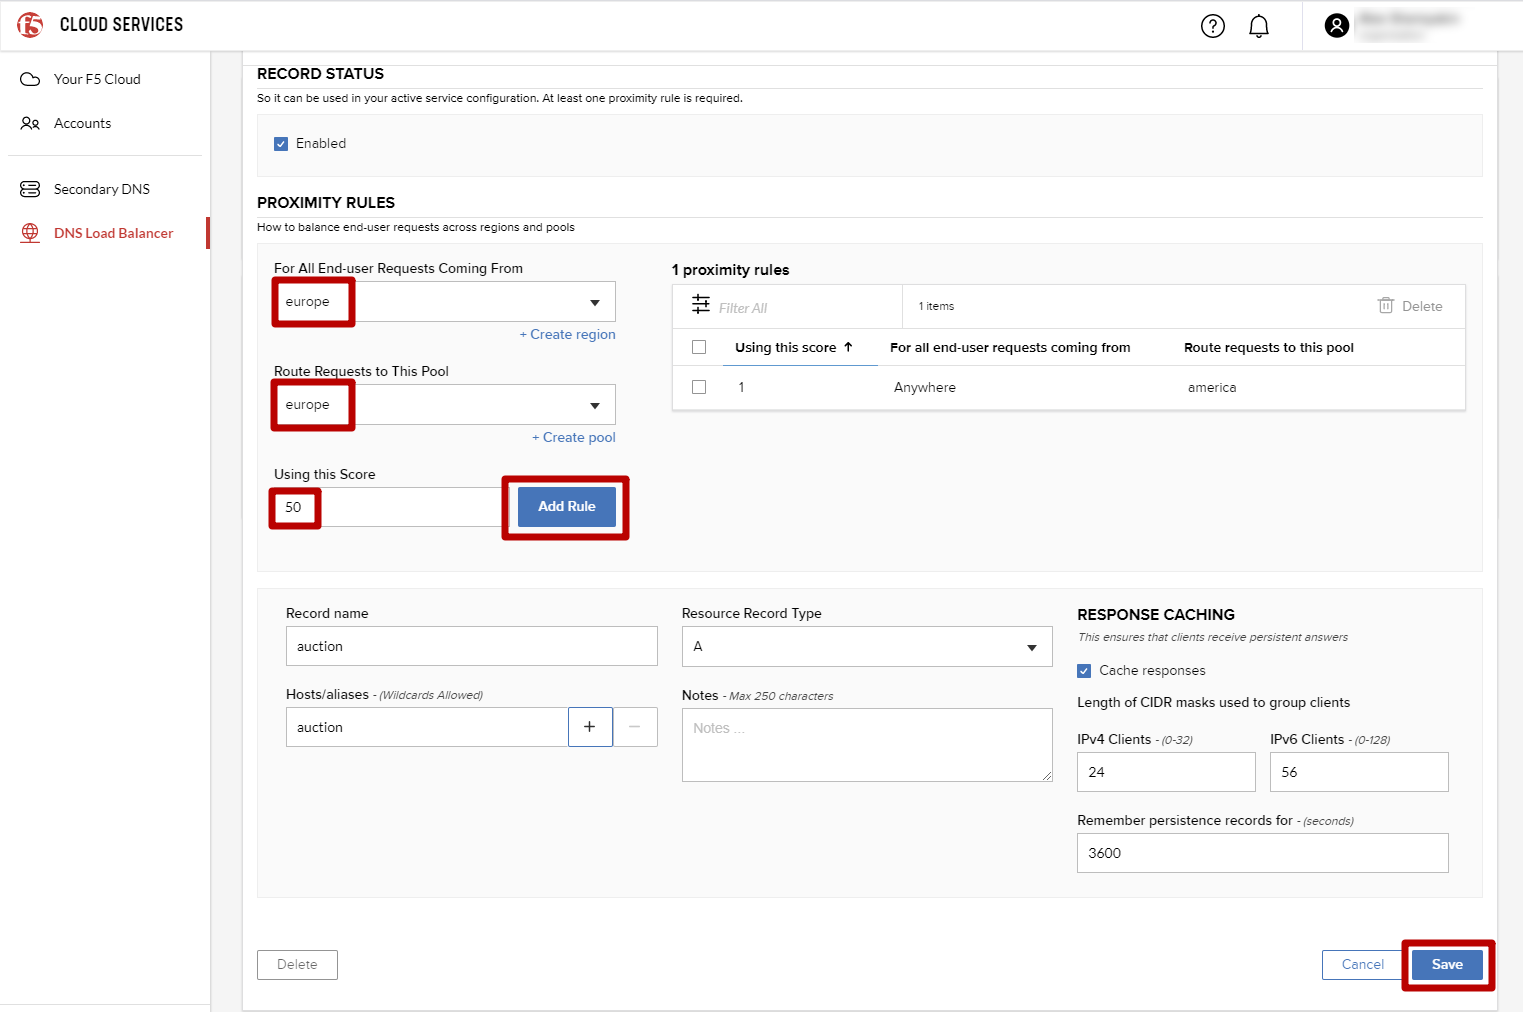 f5 CLOUD SERVICES
Your F5 Cloud
Accounts
Secondary DNS
DNS Load Balancer
RECORD STATUS
So it can be used in your active service configuration. At least one proximity rule is required.
Enabled
PROXIMITY RULES
How to balance end-user requests across regions and pools
For All End-user Requests Coming From
europe
+ Create region
Route Requests to This Pool
europe
+ Create pool
Using this Score
50
Add Rule
1 proximity rules
Filter All
1 items
Delete
Using this score ↑ For all end-user requests coming from Route requests to this pool
1 Anywhere america
Record name
auction
Hosts/aliases - (Wildcards Allowed)
auction
+ −
Resource Record Type
A
Notes - Max 250 characters
Notes ...
RESPONSE CACHING
This ensures that clients receive persistent answers
Cache responses
Length of CIDR masks used to group clients
IPv4 Clients - (0-32) IPv6 Clients - (0-128)
24 56
Remember persistence records for - (seconds)
3600
Delete
Cancel
Save